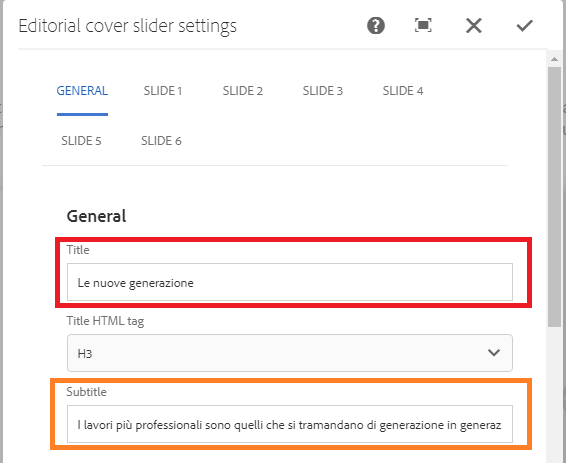 Editorial cover slider settings
GENERAL SLIDE 1 SLIDE 2 SLIDE 3 SLIDE 4
SLIDE 5 SLIDE 6
General
Title
Le nuove generazione
Title HTML tag
H3
Subtitle
I lavori più professionali sono quelli che si tramandano di generazione in generaz